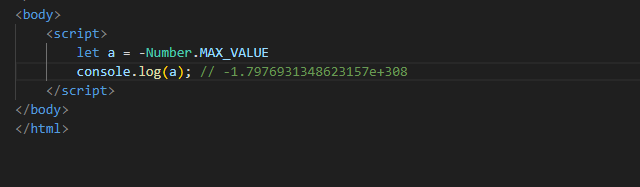 <body>
<script>
let a = -Number.MAX_VALUE
console.log(a); // -1.7976931348623157e+308
</script>
</body>
</html>